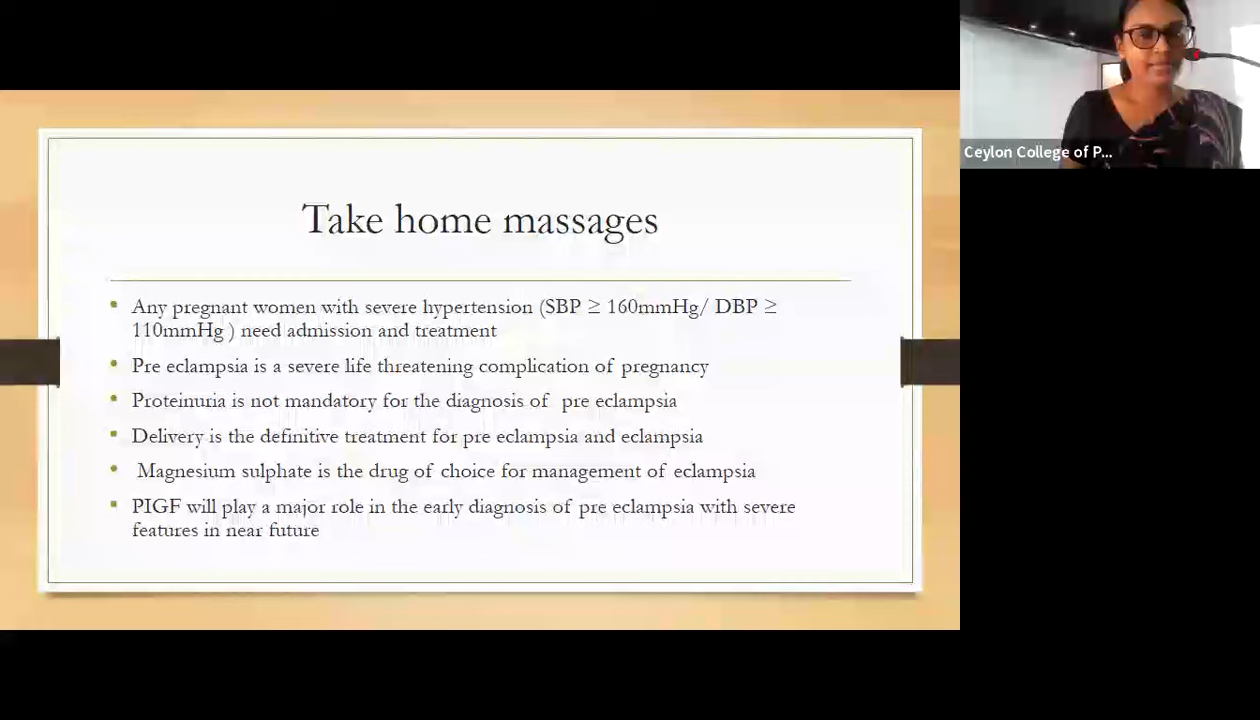 Take home massages
Any pregnant women with severe hypertension (SBP ≥ 160mmHg/ DBP ≥
110mmHg ) need admission and treatment
Pre eclampsia is a severe life threatening complication of pregnancy
Proteinuria is not mandatory for the diagnosis of pre eclampsia
Delivery is the definitive treatment for pre eclampsia and eclampsia
Magnesium sulphate is the drug of choice for management of eclampsia
PIGF will play a major role in the early diagnosis of pre eclampsia with severe
features in near future
Ceylon College of P...